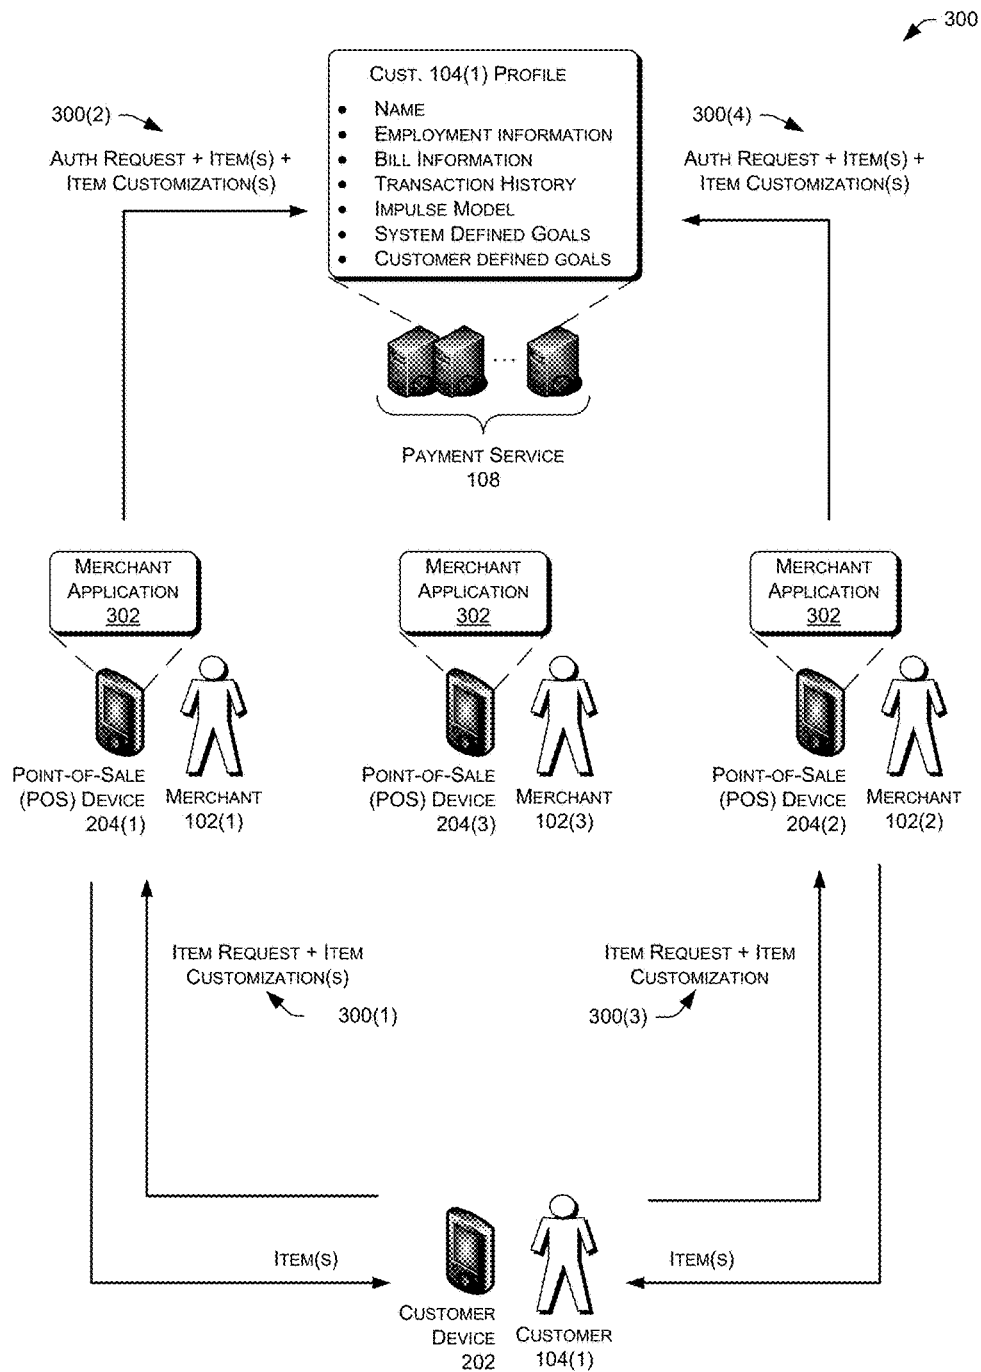 300
CUST. 104(1) PROFILE
• NAME
• EMPLOYMENT INFORMATION
• BILL INFORMATION
• TRANSACTION HISTORY
• IMPULSE MODEL
• SYSTEM DEFINED GOALS
• CUSTOMER DEFINED GOALS
300(2)
AUTH REQUEST + ITEM(S) +
ITEM CUSTOMIZATION(S)
300(4)
AUTH REQUEST + ITEM(S) +
ITEM CUSTOMIZATION(S)
...
PAYMENT SERVICE
108
MERCHANT
APPLICATION
302
MERCHANT
APPLICATION
302
MERCHANT
APPLICATION
302
POINT-OF-SALE
(POS) DEVICE
204(1)
MERCHANT
102(1)
POINT-OF-SALE
(POS) DEVICE
204(3)
MERCHANT
102(3)
POINT-OF-SALE
(POS) DEVICE
204(2)
MERCHANT
102(2)
ITEM REQUEST + ITEM
CUSTOMIZATION(S)
300(1)
ITEM REQUEST + ITEM
CUSTOMIZATION
300(3)
ITEM(S)
ITEM(S)
CUSTOMER
DEVICE
202
CUSTOMER
104(1)